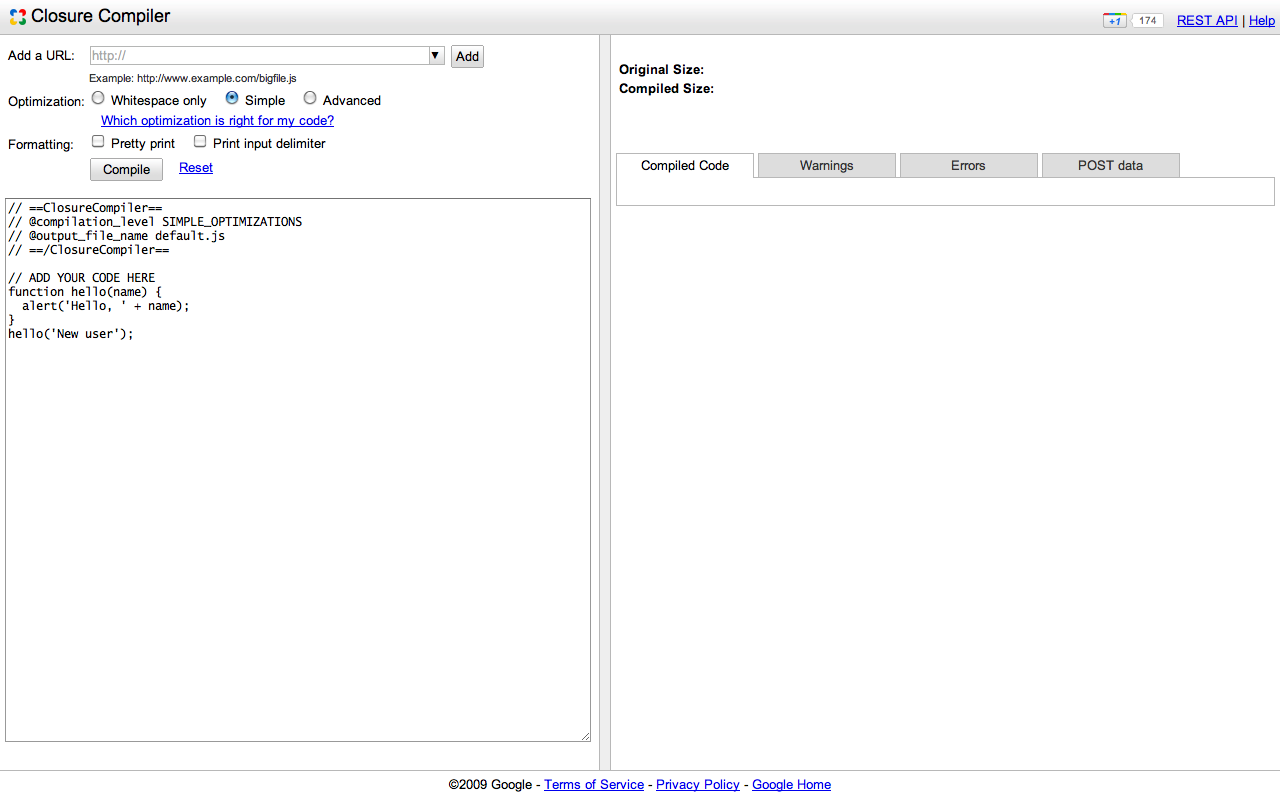 Closure Compiler
+1 174 REST API | Help
Add a URL: http:// ▼ Add
Example: http://www.example.com/bigfile.js
Optimization: Whitespace only Simple Advanced
Which optimization is right for my code?
Formatting: Pretty print Print input delimiter
Compile Reset
// ==ClosureCompiler==
// @compilation_level SIMPLE_OPTIMIZATIONS
// @output_file_name default.js
// ==/ClosureCompiler==
// ADD YOUR CODE HERE
function hello(name) {
  alert('Hello, ' + name);
}
hello('New user');
Original Size:
Compiled Size:
Compiled Code Warnings Errors POST data
©2009 Google - Terms of Service - Privacy Policy - Google Home